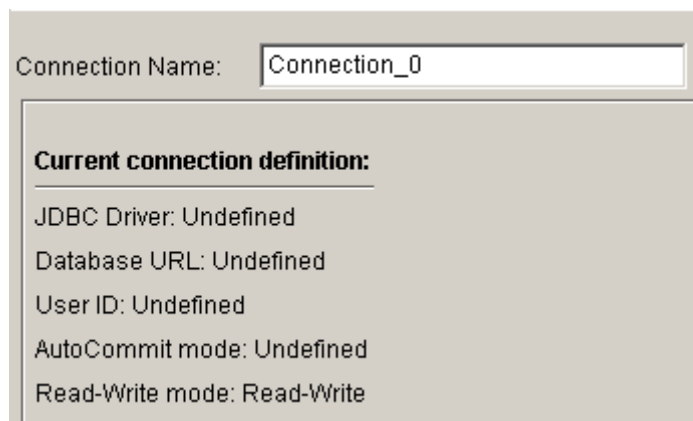 Connection Name: Connection_0
Current connection definition:
JDBC Driver: Undefined
Database URL: Undefined
User ID: Undefined
AutoCommit mode: Undefined
Read-Write mode: Read-Write